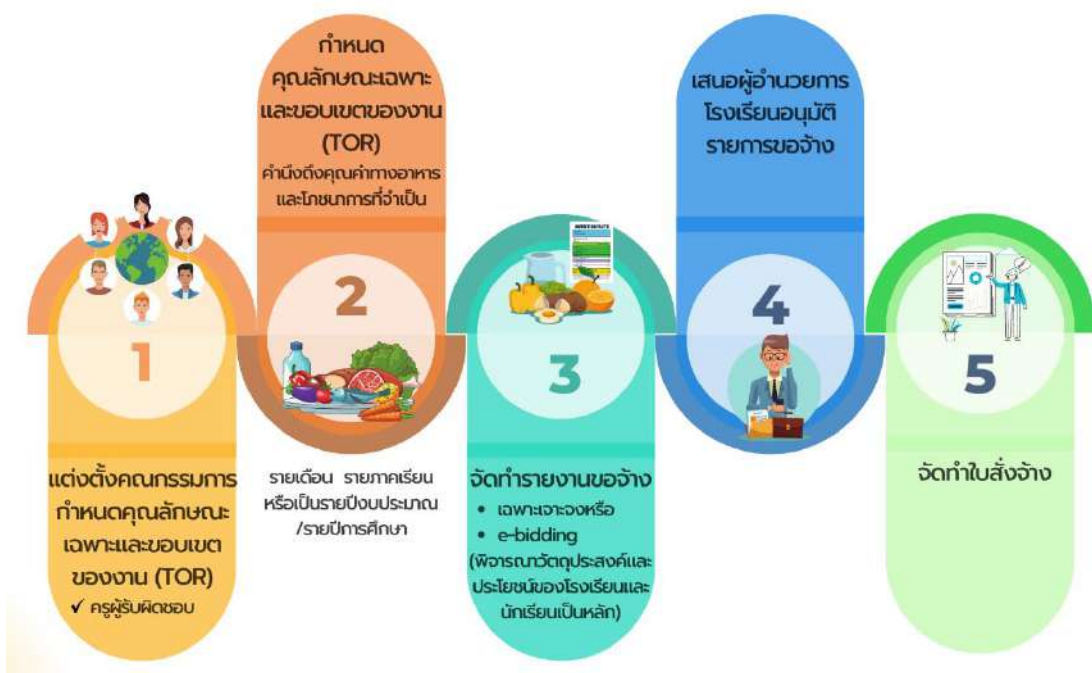 1
แต่งตั้งคณะกรรมการ
กำหนดคุณลักษณะ
เฉพาะและขอบเขต
ของงาน (TOR)
✓ ครูผู้รับผิดชอบ
กำหนด
คุณลักษณะเฉพาะ
และขอบเขตของงาน
(TOR)
คำนึงถึงคุณค่าทางอาหาร
และโภชนาการที่จำเป็น
2
รายเดือน รายภาคเรียน
หรือเป็นรายปีงบประมาณ
/รายปีการศึกษา
3
จัดทำรายงานขอจ้าง
• เฉพาะเจาะจงหรือ
• e-bidding
(พิจารณาวัตถุประสงค์และ
ประโยชน์ของโรงเรียนและ
นักเรียนเป็นหลัก)
เสนอผู้อำนวยการ
โรงเรียนอนุมัติ
รายการขอจ้าง
4
5
จัดทำใบสั่งจ้าง